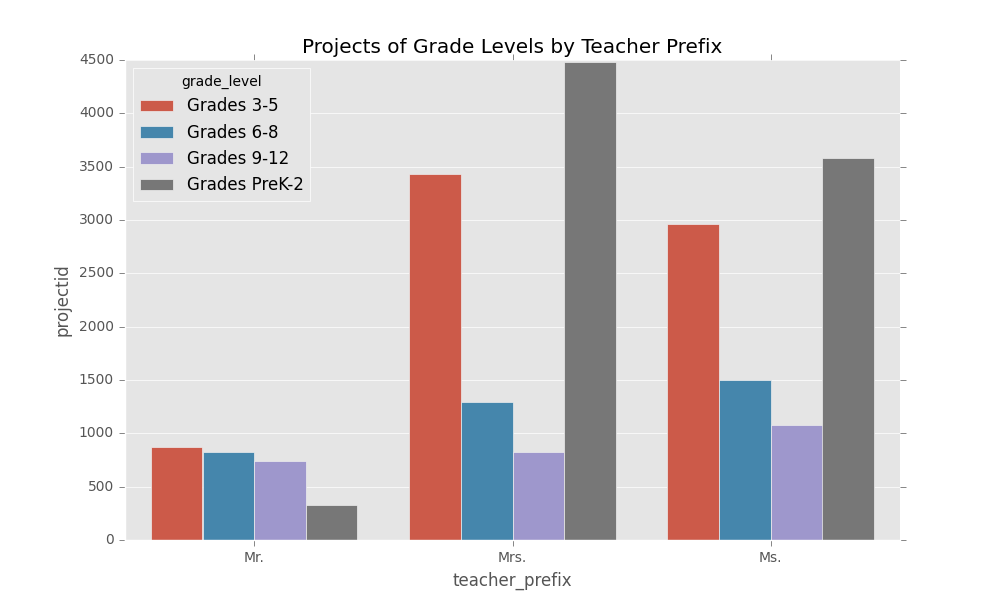 Projects of Grade Levels by Teacher Prefix
4500
4000
3500
3000
2500
2000
1500
1000
500
0
projectid
grade_level
Grades 3-5
Grades 6-8
Grades 9-12
Grades PreK-2
Mr.
Mrs.
Ms.
teacher_prefix